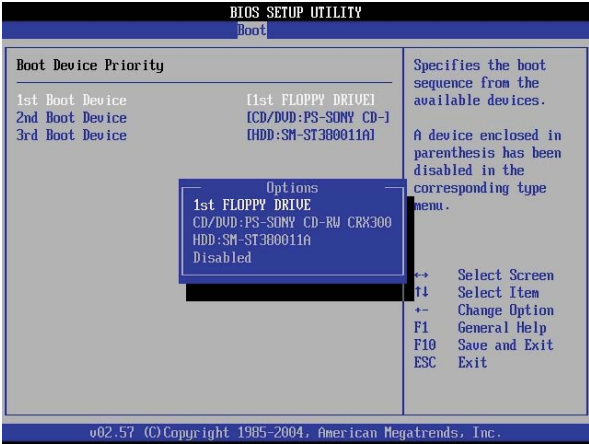 BIOS SETUP UTILITY
Boot
Boot Device Priority
1st Boot Device [1st FLOPPY DRIVE]
2nd Boot Device [CD/DVD:PS-SONY CD-]
3rd Boot Device [HDD:SM-ST380011A]
Options
1st FLOPPY DRIVE
CD/DVD:PS-SONY CD-RW CRX300
HDD:SM-ST380011A
Disabled
Specifies the boot
sequence from the
available devices.
A device enclosed in
parenthesis has been
disabled in the
corresponding type
menu.
↔ Select Screen
↑↓ Select Item
+- Change Option
F1 General Help
F10 Save and Exit
ESC Exit
v02.57 (C)Copyright 1985-2004, American Megatrends, Inc.